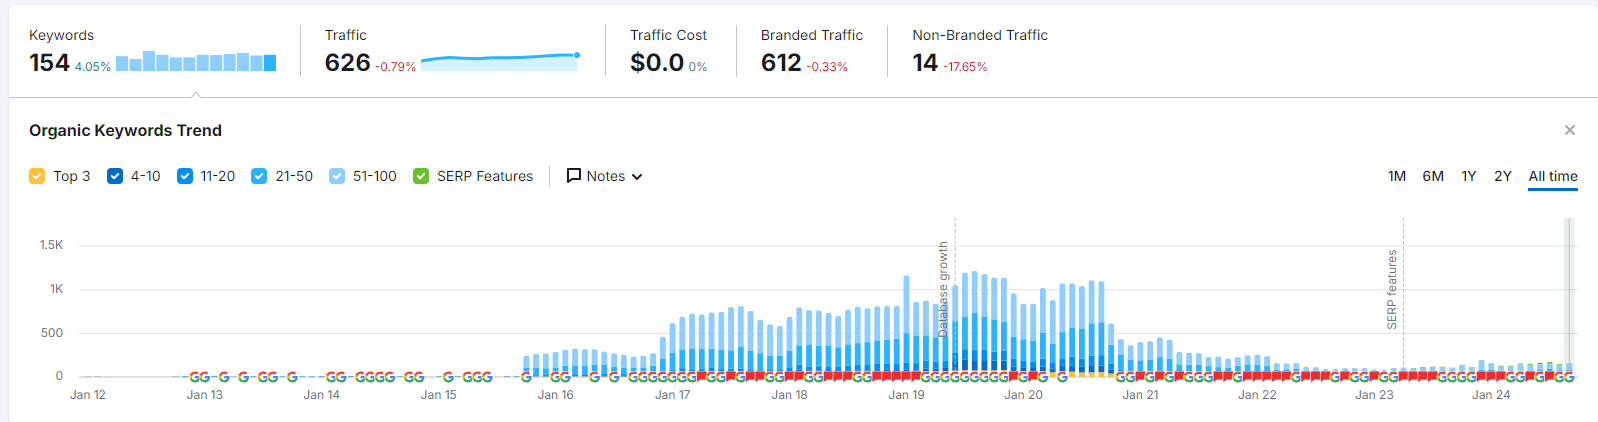 Keywords Traffic Traffic Cost Branded Traffic Non-Branded Traffic
154 4.05% 626 -0.79% $0.0 0% 612 -0.33% 14 -17.65%
Organic Keywords Trend
Top 3 4-10 11-20 21-50 51-100 SERP Features Notes 1M 6M 1Y 2Y All time
1.5K
1K
500
0
Database growth
SERP features
Jan 12 Jan 13 Jan 14 Jan 15 Jan 16 Jan 17 Jan 18 Jan 19 Jan 20 Jan 21 Jan 22 Jan 23 Jan 24